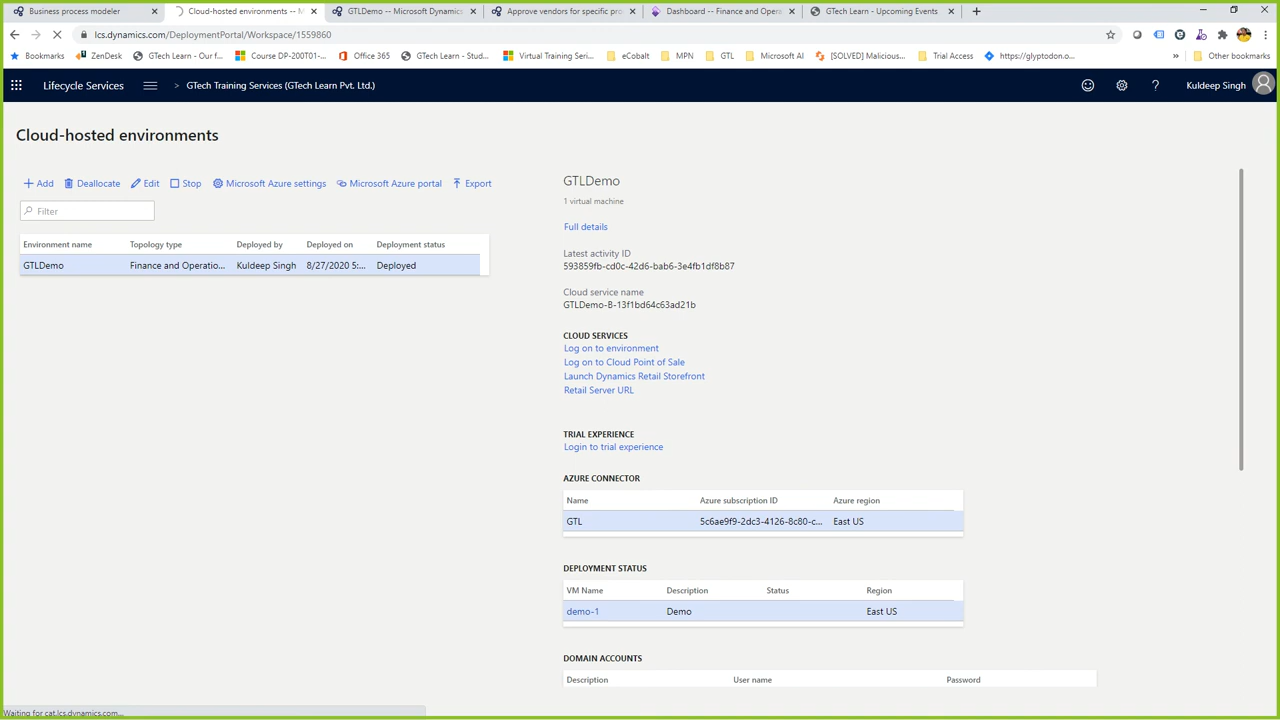 Business process modeler
Cloud-hosted environments -- M
GTLDemo -- Microsoft Dynamics
Approve vendors for specific pro
Dashboard -- Finance and Opera
GTech Learn - Upcoming Events
lcs.dynamics.com/DeploymentPortal/Workspace/1559860
Bookmarks
ZenDesk
GTech Learn - Our f...
Course DP-200T01-...
Office 365
GTech Learn - Stud...
Virtual Training Seri...
eCobalt
MPN
GTL
Microsoft AI
[SOLVED] Malicious...
Trial Access
https://glyptodon.o...
»
Other bookmarks
Lifecycle Services
> GTech Training Services (GTech Learn Pvt. Ltd.)
Kuldeep Singh
Cloud-hosted environments
+ Add
Deallocate
Edit
Stop
Microsoft Azure settings
Microsoft Azure portal
Export
Filter
Environment name Topology type Deployed by Deployed on Deployment status
GTLDemo Finance and Operatio... Kuldeep Singh 8/27/2020 5:... Deployed
GTLDemo
1 virtual machine
Full details
Latest activity ID
593859fb-cd0c-42d6-bab6-3e4fb1df8b87
Cloud service name
GTLDemo-B-13f1bd64c63ad21b
CLOUD SERVICES
Log on to environment
Log on to Cloud Point of Sale
Launch Dynamics Retail Storefront
Retail Server URL
TRIAL EXPERIENCE
Login to trial experience
AZURE CONNECTOR
Name Azure subscription ID Azure region
GTL 5c6ae9f9-2dc3-4126-8c80-c... East US
DEPLOYMENT STATUS
VM Name Description Status Region
demo-1 Demo East US
DOMAIN ACCOUNTS
Description User name Password
Waiting for cat.lcs.dynamics.com...